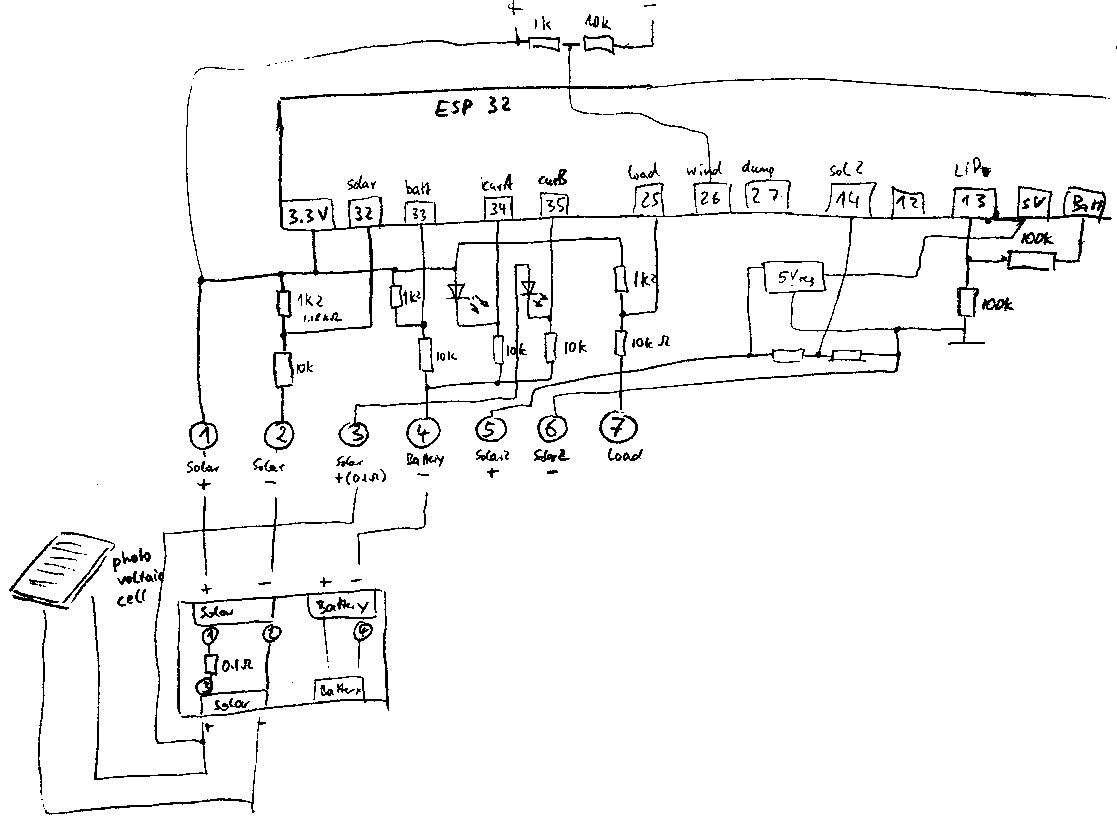 + 1k 10k -
ESP 32
solar batt curA curB load wind dump sol2 LiPo
3.3V 32 33 34 35 25 26 27 14 12 13 5V Batt
100k
1k2 1k2 1k2 5V reg 100k
1.18kΩ
10k 10k 10k 10k 10kΩ
1 2 3 4 5 6 7
Solar Solar Solar Battery Solar2 Solar2 Load
+ - +(0.1Ω) - + -
photo
voltaic
cell
+ - + -
Solar Battery
1 2 4
0.1Ω
3
Solar Battery
+ -